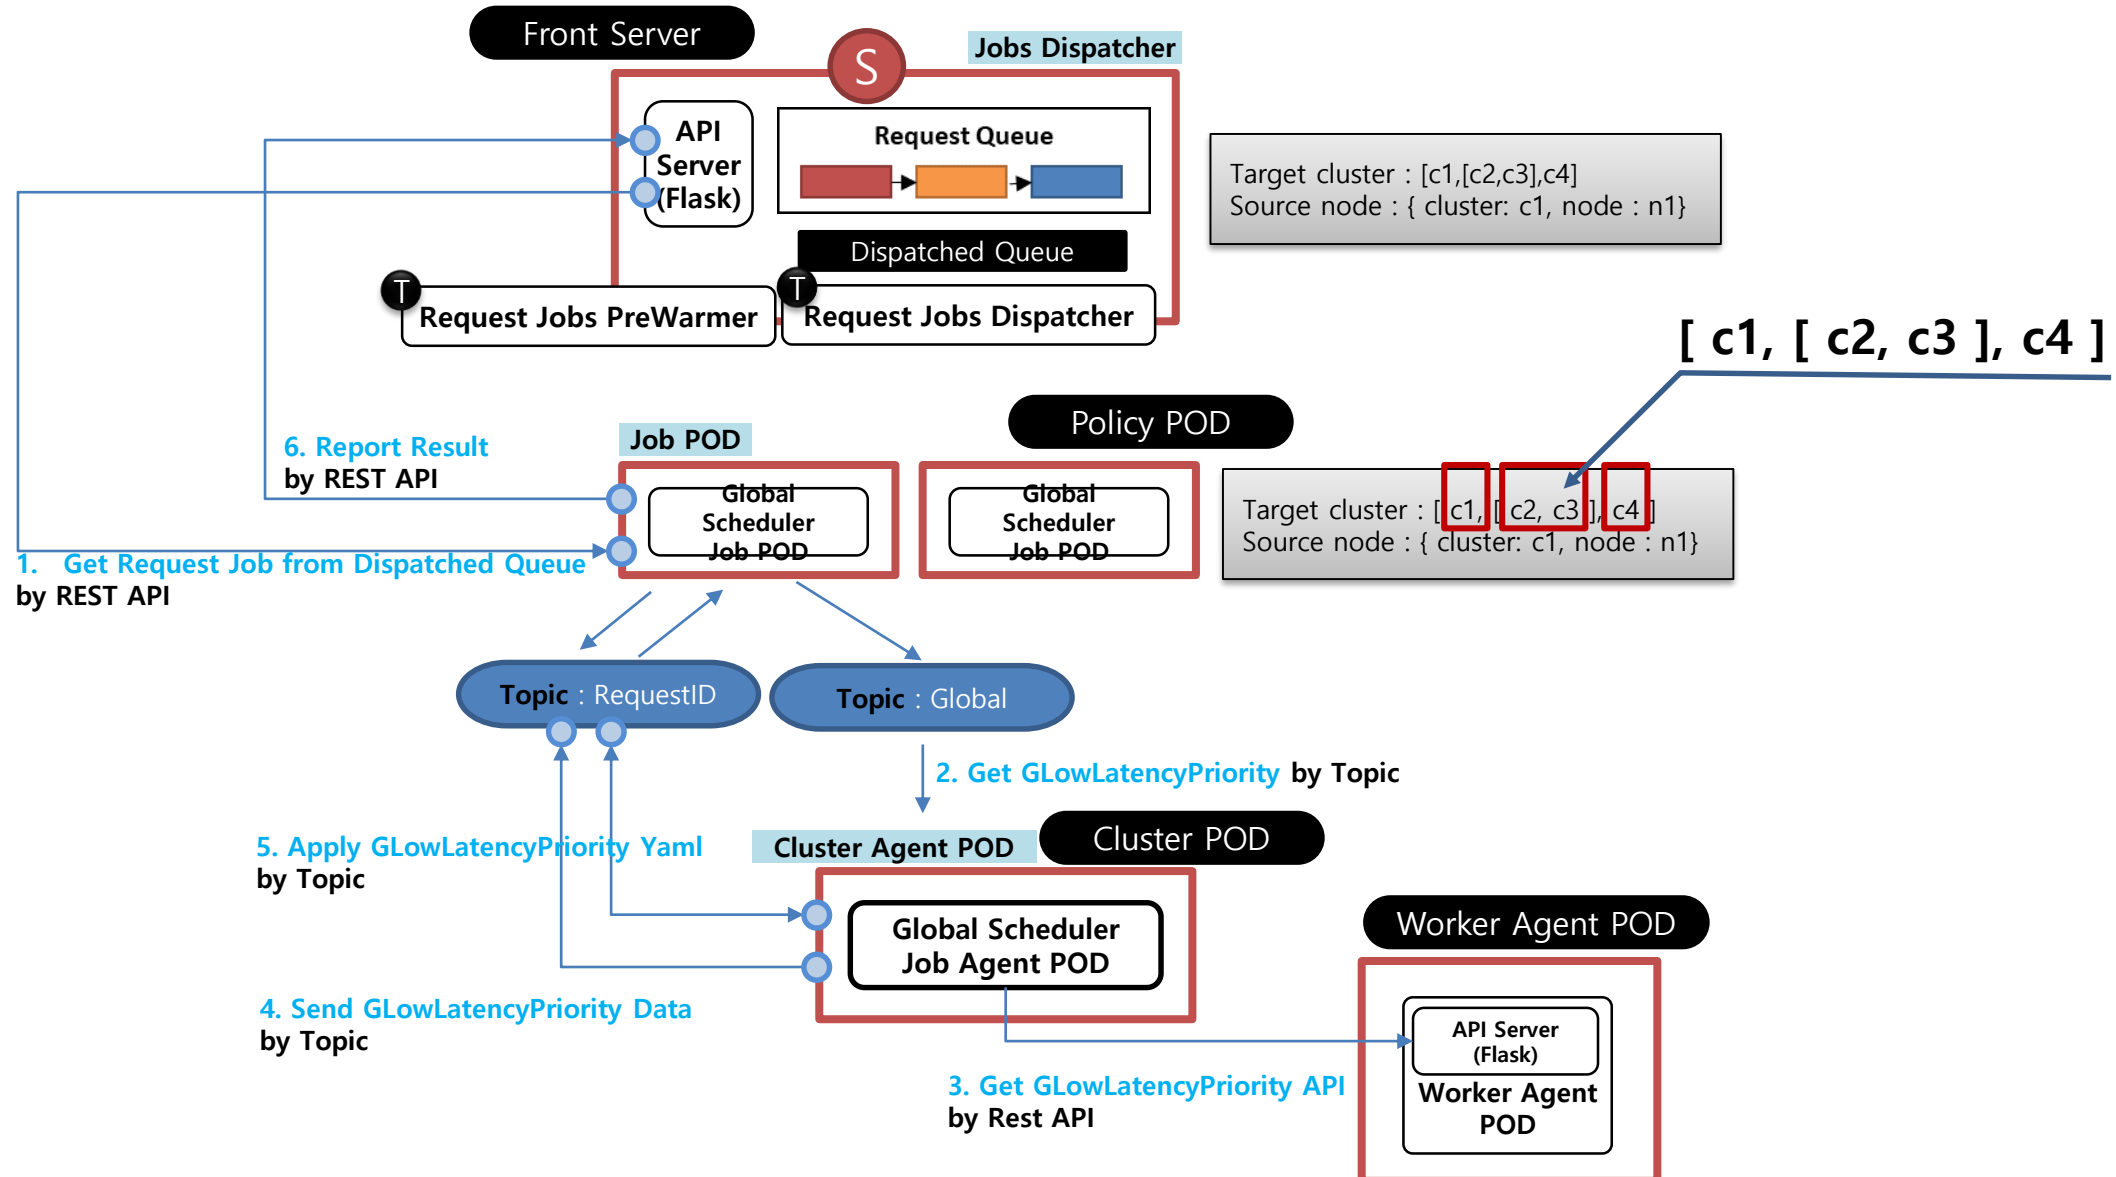 Front Server
S
Jobs Dispatcher
API
Server
(Flask)
Request Queue
Target cluster : [c1,[c2,c3],c4]
Source node : { cluster: c1, node : n1}
Dispatched Queue
T
Request Jobs PreWarmer
T
Request Jobs Dispatcher
[ c1, [ c2, c3 ], c4 ]
Policy POD
6. Report Result
by REST API
Job POD
Global
Scheduler
Job POD
Global
Scheduler
Job POD
Target cluster : [ c1, [ c2, c3 ], c4 ]
Source node : { cluster: c1, node : n1}
1. Get Request Job from Dispatched Queue
by REST API
Topic : RequestID
Topic : Global
2. Get GLowLatencyPriority by Topic
5. Apply GLowLatencyPriority Yaml
by Topic
Cluster Agent POD
Cluster POD
Global Scheduler
Job Agent POD
Worker Agent POD
4. Send GLowLatencyPriority Data
by Topic
API Server
(Flask)
Worker Agent
POD
3. Get GLowLatencyPriority API
by Rest API